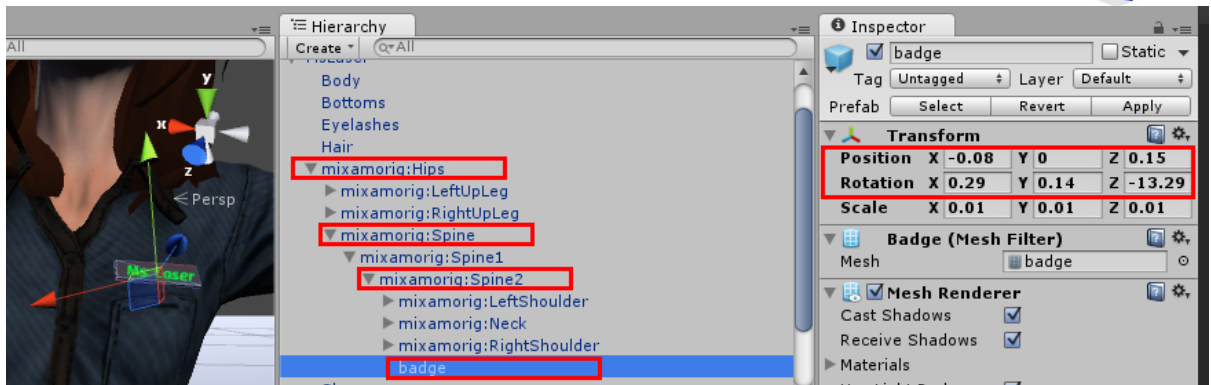 All
y
x
z
Persp
Ms Laser
Hierarchy
Create
All
MsLaser
Body
Bottoms
Eyelashes
Hair
mixamorig:Hips
mixamorig:LeftUpLeg
mixamorig:RightUpLeg
mixamorig:Spine
mixamorig:Spine1
mixamorig:Spine2
mixamorig:LeftShoulder
mixamorig:Neck
mixamorig:RightShoulder
badge
Inspector
badge Static
Tag Untagged Layer Default
Prefab Select Revert Apply
Transform
Position X -0.08 Y 0 Z 0.15
Rotation X 0.29 Y 0.14 Z -13.29
Scale X 0.01 Y 0.01 Z 0.01
Badge (Mesh Filter)
Mesh badge
Mesh Renderer
Cast Shadows
Receive Shadows
Materials